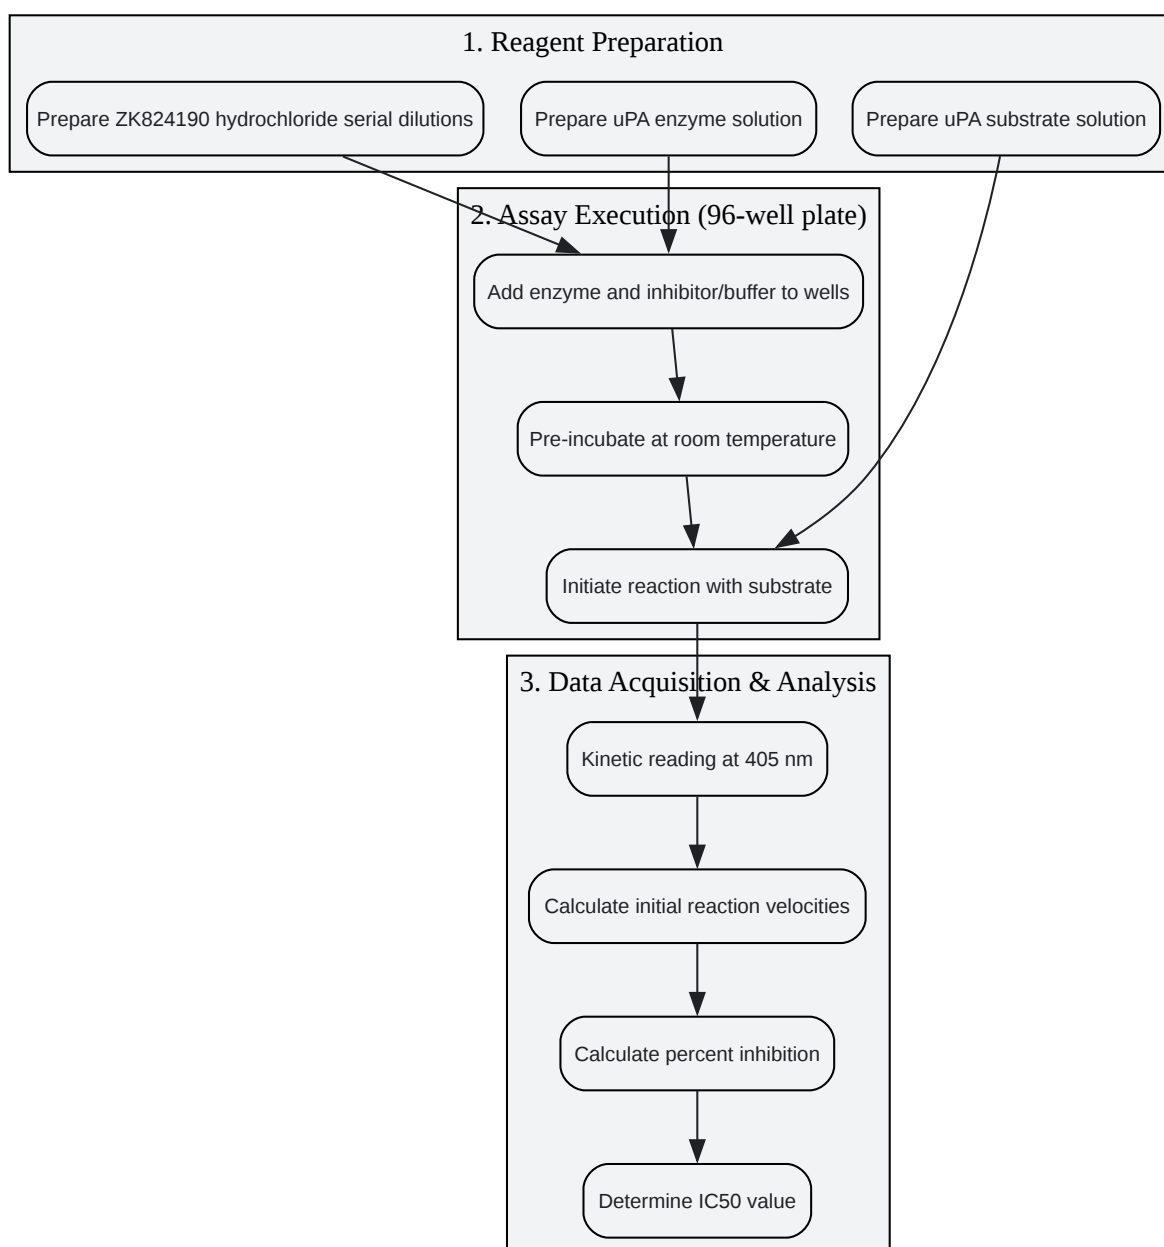 1. Reagent Preparation
Prepare ZK824190 hydrochloride serial dilutions
Prepare uPA enzyme solution
Prepare uPA substrate solution
2. Assay Execution (96-well plate)
Add enzyme and inhibitor/buffer to wells
Pre-incubate at room temperature
Initiate reaction with substrate
3. Data Acquisition & Analysis
Kinetic reading at 405 nm
Calculate initial reaction velocities
Calculate percent inhibition
Determine IC50 value